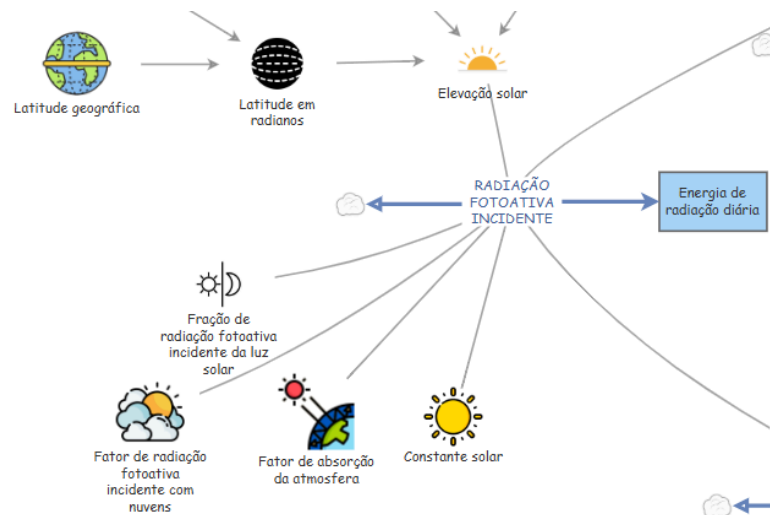 Latitude geográfica
Latitude em
radianos
Elevação solar
RADIAÇÃO
FOTOATIVA
INCIDENTE
Energia de
radiação diária
Fração de
radiação fotoativa
incidente da luz
solar
Fator de radiação
fotoativa
incidente com
nuvens
Fator de absorção
da atmosfera
Constante solar